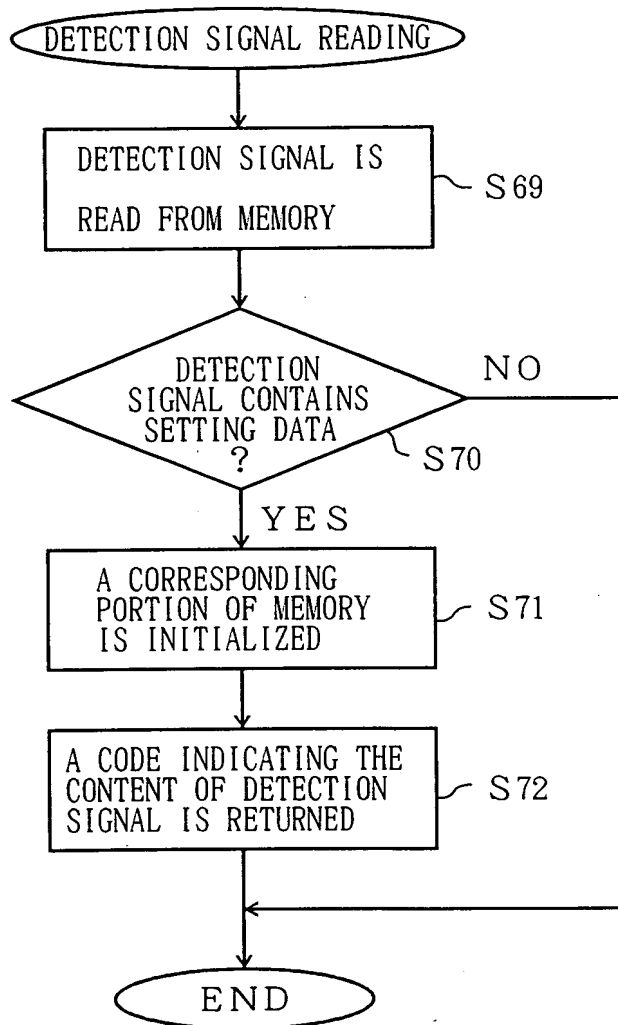 DETECTION SIGNAL READING
DETECTION SIGNAL IS
READ FROM MEMORY
S69
DETECTION
SIGNAL CONTAINS
SETTING DATA
?
NO
S70
YES
A CORRESPONDING
PORTION OF MEMORY
IS INITIALIZED
S71
A CODE INDICATING THE
CONTENT OF DETECTION
SIGNAL IS RETURNED
S72
END